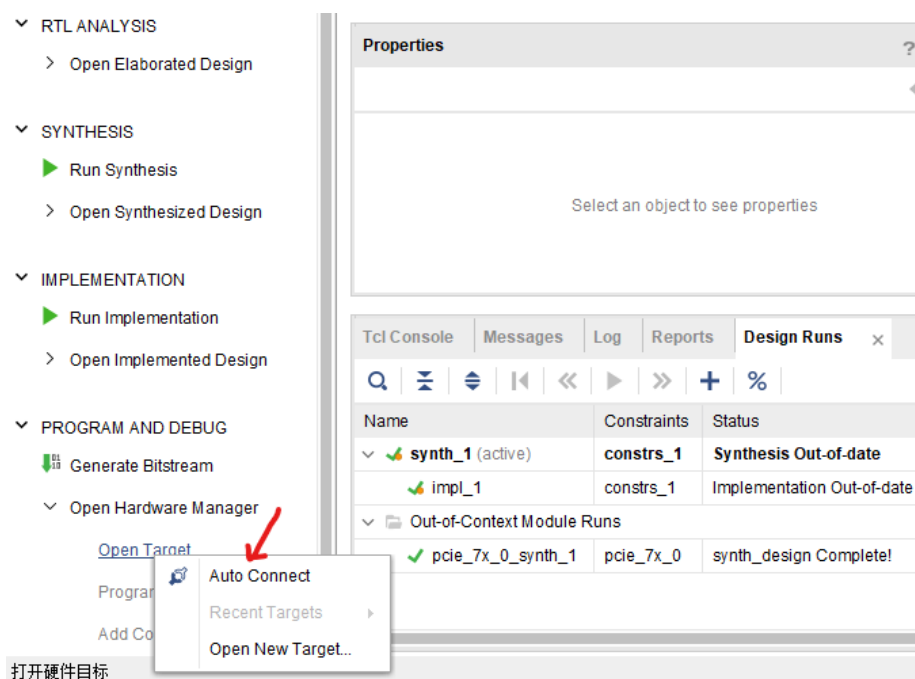 RTL ANALYSIS
Open Elaborated Design
SYNTHESIS
Run Synthesis
Open Synthesized Design
IMPLEMENTATION
Run Implementation
Open Implemented Design
PROGRAM AND DEBUG
Generate Bitstream
Open Hardware Manager
Open Target
Auto Connect
Recent Targets
Open New Target...
Add Co
打开硬件目标
Properties ?
Select an object to see properties
Tcl Console Messages Log Reports Design Runs
Name Constraints Status
synth_1 (active) constrs_1 Synthesis Out-of-date
impl_1 constrs_1 Implementation Out-of-date
Out-of-Context Module Runs
pcie_7x_0_synth_1 pcie_7x_0 synth_design Complete!